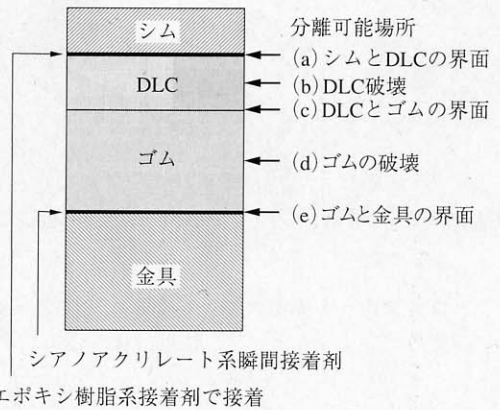 シム
DLC
ゴム
金具
分離可能場所
(a)シムとDLCの界面
(b)DLC破壊
(c)DLCとゴムの界面
(d)ゴムの破壊
(e)ゴムと金具の界面
シアノアクリレート系瞬間接着剤
エポキシ樹脂系接着剤で接着